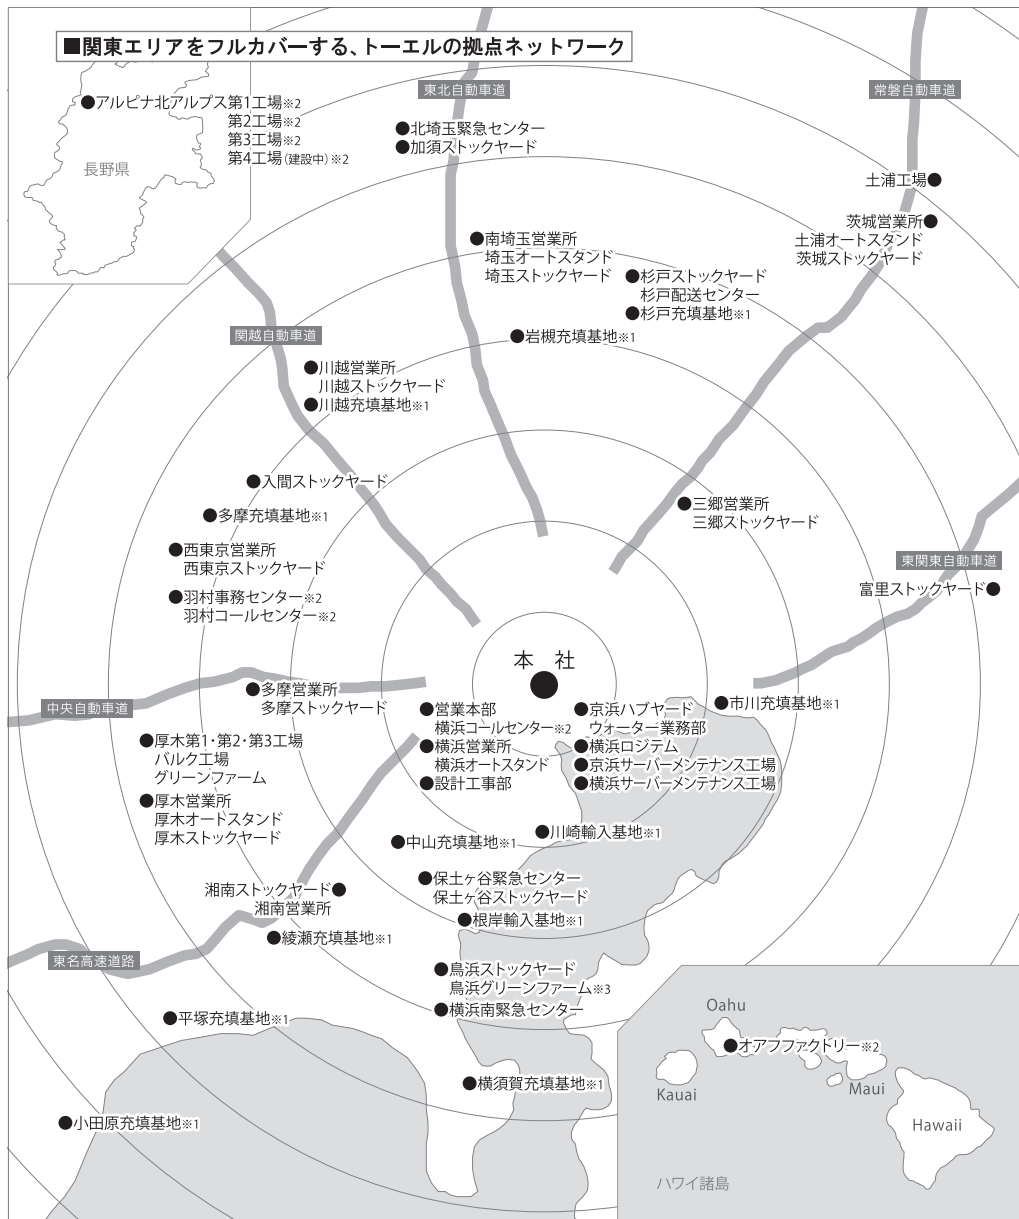 ■関東エリアをフルカバーする、トーエルの拠点ネットワーク
東北自動車道
常磐自動車道
●アルピナ北アルプス第1工場※2
第2工場※2
第3工場※2
第4工場(建設中)※2
長野県
●北埼玉緊急センター
●加須ストックヤード
土浦工場●
茨城営業所●
土浦オートスタンド
茨城ストックヤード
●南埼玉営業所
埼玉オートスタンド
埼玉ストックヤード
●杉戸ストックヤード
杉戸配送センター
●杉戸充填基地※1
●岩槻充填基地※1
関越自動車道
●川越営業所
川越ストックヤード
●川越充填基地※1
●入間ストックヤード
●多摩充填基地※1
●三郷営業所
三郷ストックヤード
●西東京営業所
西東京ストックヤード
東関東自動車道
富里ストックヤード●
●羽村事務センター※2
羽村コールセンター※2
本 社
中央自動車道
●多摩営業所
多摩ストックヤード
●市川充填基地※1
●営業本部
横浜コールセンター※2
●横浜営業所
横浜オートスタンド
●設計工事部
●京浜ハブヤード
ウォーター業務部
●横浜ロジテム
●京浜サーバーメンテナンス工場
●横浜サーバーメンテナンス工場
●厚木第1・第2・第3工場
バルク工場
グリーンファーム
●厚木営業所
厚木オートスタンド
厚木ストックヤード
●川崎輸入基地※1
●中山充填基地※1
●保土ヶ谷緊急センター
保土ヶ谷ストックヤード
湘南ストックヤード●
湘南営業所
●根岸輸入基地※1
●綾瀬充填基地※1
東名高速道路
●鳥浜ストックヤード
鳥浜グリーンファーム※3
●横浜南緊急センター
●平塚充填基地※1
●横須賀充填基地※1
●小田原充填基地※1
Oahu
●オアフファクトリー※2
Kauai
Maui
Hawaii
ハワイ諸島